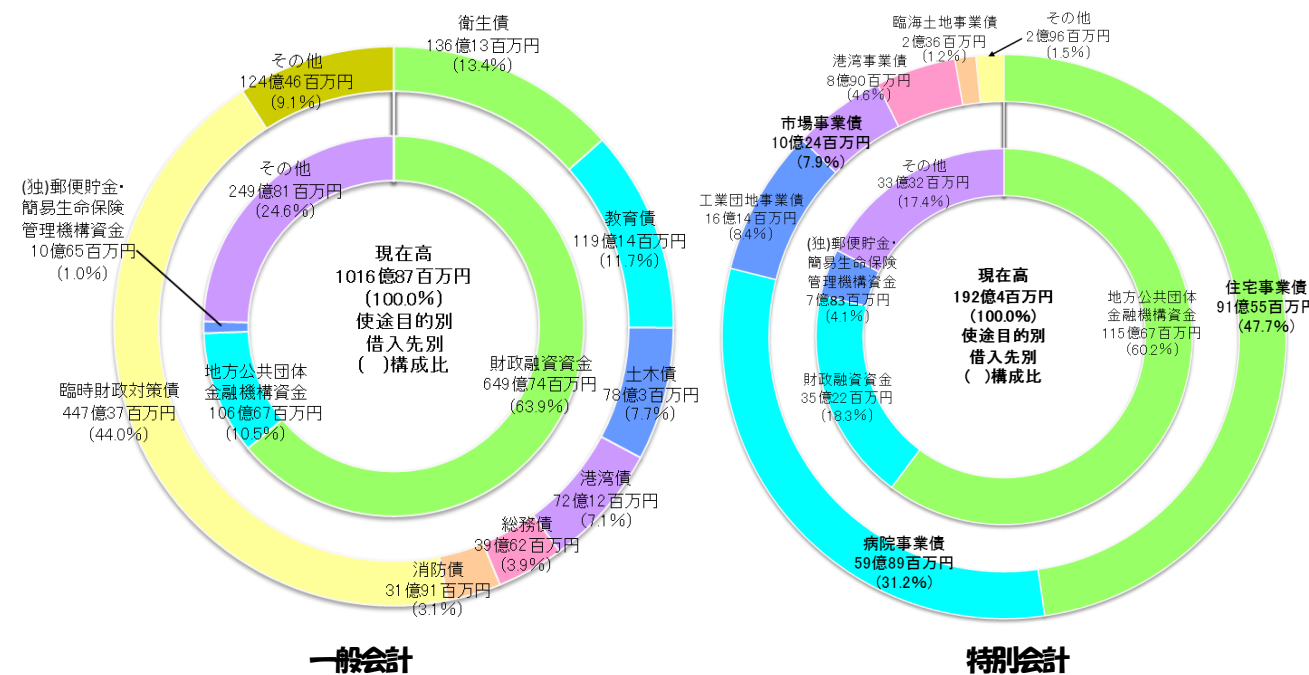 衛生債
136億13百万円
(13.4%)
教育債
119億14百万円
(11.7%)
土木債
78億3百万円
(7.7%)
港湾債
72億12百万円
(7.1%)
総務債
39億62百万円
(3.9%)
消防債
31億91百万円
(3.1%)
臨時財政対策債
447億37百万円
(44.0%)
その他
124億46百万円
(9.1%)
財政融資資金
649億74百万円
(63.9%)
地方公共団体
金融機構資金
106億67百万円
(10.5%)
(独)郵便貯金・
簡易生命保険
管理機構資金
10億65百万円
(1.0%)
その他
249億81百万円
(24.6%)
現在高
1016億87百万円
(100.0%)
使途目的別
借入先別
( )構成比
一般会計
住宅事業債
91億55百万円
(47.7%)
病院事業債
59億89百万円
(31.2%)
工業団地事業債
16億14百万円
(8.4%)
市場事業債
10億24百万円
(7.9%)
港湾事業債
8億90百万円
(4.6%)
臨海土地事業債
2億36百万円
(1.2%)
その他
2億96百万円
(1.5%)
地方公共団体
金融機構資金
115億67百万円
(60.2%)
財政融資資金
35億22百万円
(18.3%)
(独)郵便貯金・
簡易生命保険
管理機構資金
7億83百万円
(4.1%)
その他
33億32百万円
(17.4%)
現在高
192億4百万円
(100.0%)
使途目的別
借入先別
( )構成比
特別会計